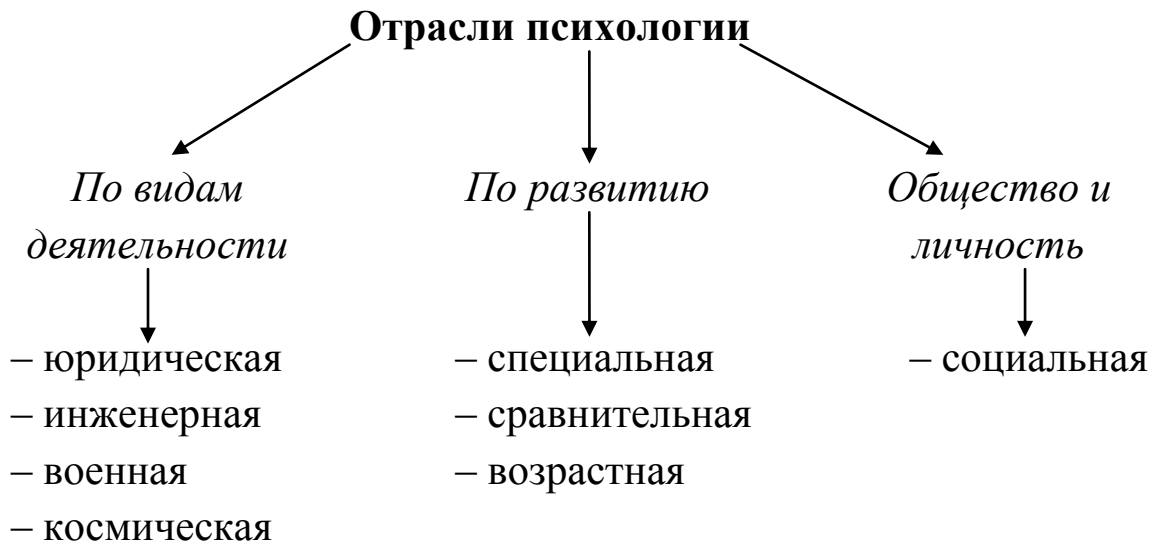 Отрасли психологии
По видам
деятельности
– юридическая
– инженерная
– военная
– космическая
По развитию
– специальная
– сравнительная
– возрастная
Общество и
личность
– социальная